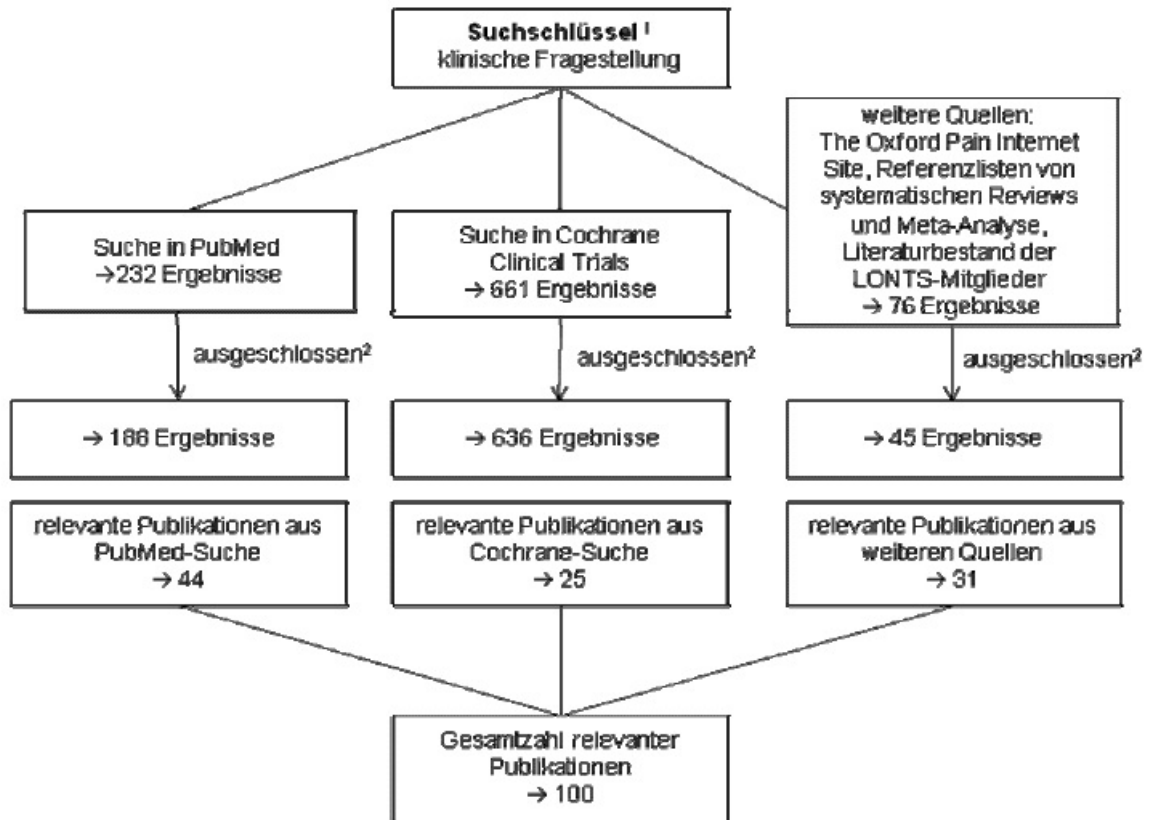 Suchschlüssel ¹
klinische Fragestellung
weitere Quellen:
The Oxford Pain Internet
Site, Referenzlisten von
systematischen Reviews
und Meta-Analyse,
Literaturbestand der
LONTS-Mitglieder
→ 76 Ergebnisse
Suche in PubMed
→232 Ergebnisse
Suche in Cochrane
Clinical Trials
→ 661 Ergebnisse
ausgeschlossen²
ausgeschlossen²
ausgeschlossen²
→ 188 Ergebnisse
→ 636 Ergebnisse
→ 45 Ergebnisse
relevante Publikationen aus
PubMed-Suche
→ 44
relevante Publikationen aus
Cochrane-Suche
→ 25
relevante Publikationen aus
weiteren Quellen
→ 31
Gesamtzahl relevanter
Publikationen
→ 100